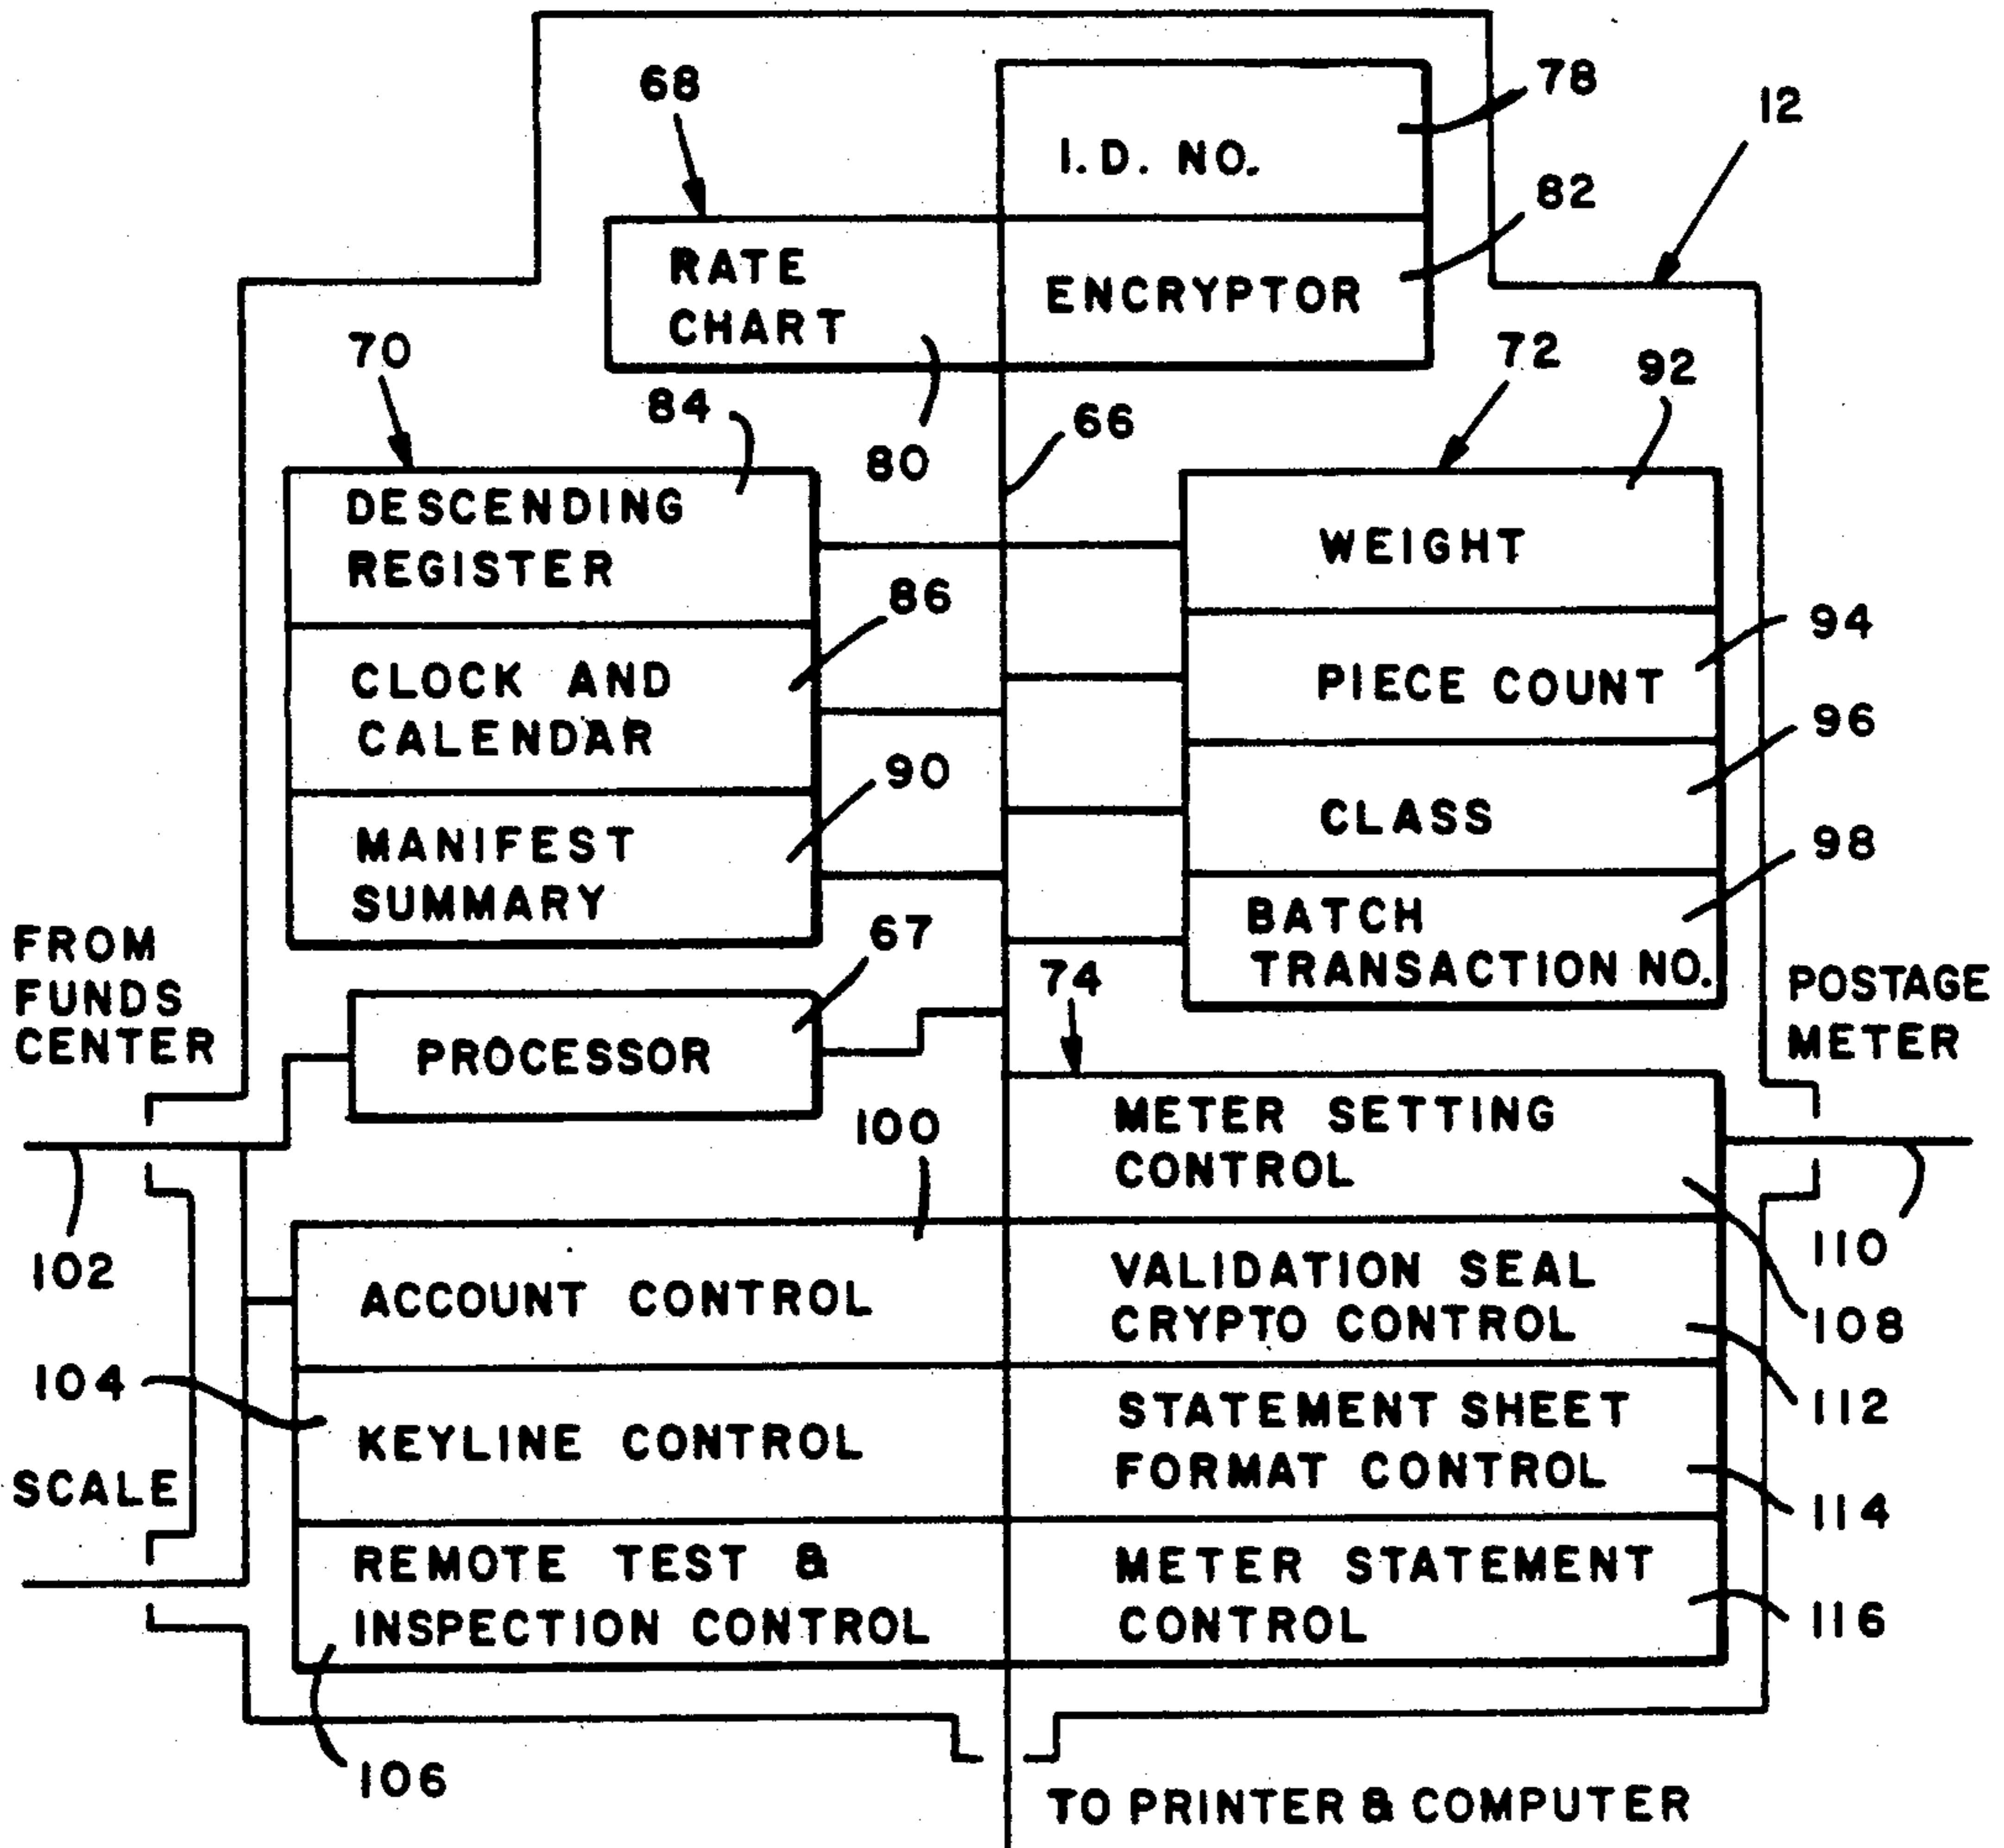 68
78
12
I.D. NO.
82
RATE
CHART
ENCRYPTOR
70
72
92
84
80
66
DESCENDING
REGISTER
WEIGHT
86
94
CLOCK AND
CALENDAR
PIECE COUNT
96
90
CLASS
MANIFEST
SUMMARY
98
BATCH
TRANSACTION NO.
FROM
FUNDS
CENTER
67
74
POSTAGE
METER
PROCESSOR
100
METER SETTING
CONTROL
102
110
ACCOUNT CONTROL
VALIDATION SEAL
CRYPTO CONTROL
108
104
112
KEYLINE CONTROL
STATEMENT SHEET
FORMAT CONTROL
SCALE
114
REMOTE TEST &
INSPECTION CONTROL
METER STATEMENT
CONTROL
116
106
TO PRINTER & COMPUTER